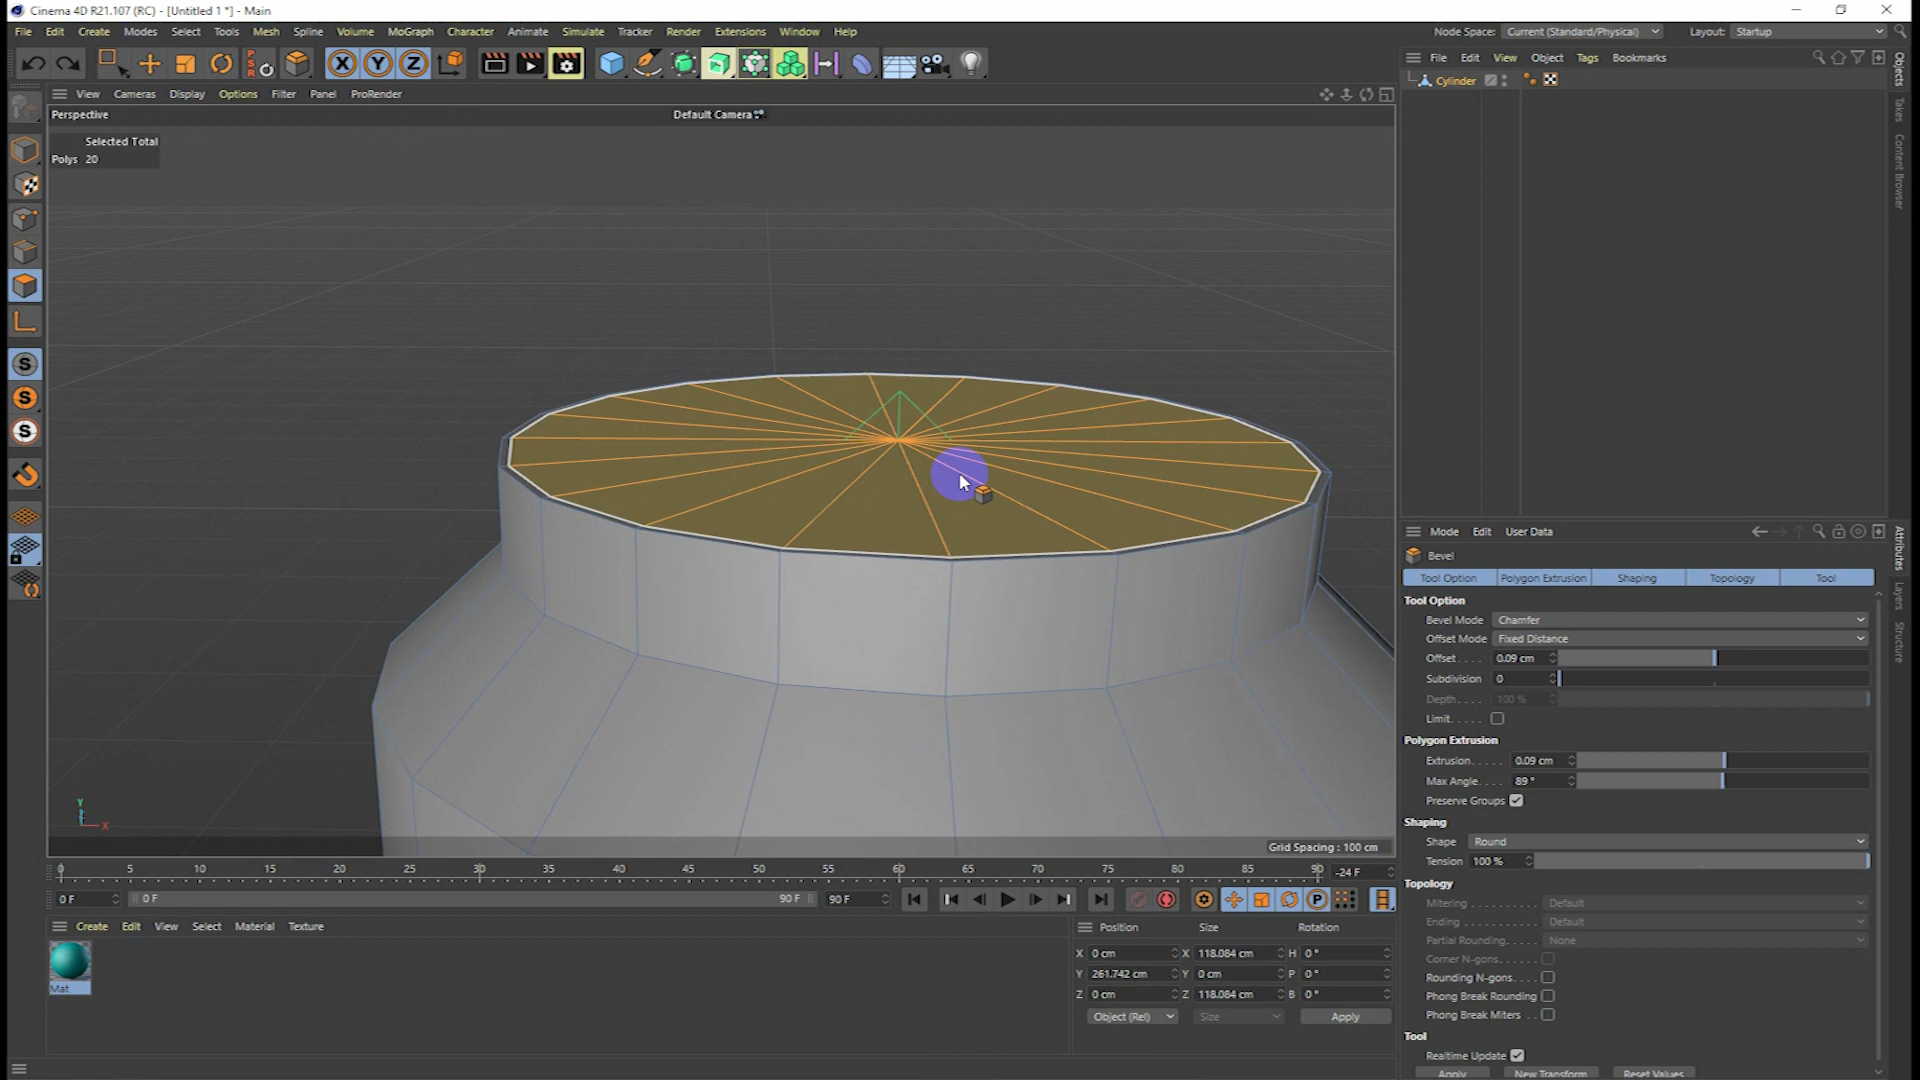 Cinema 4D R21.107 (RC) - [Untitled 1 *] - Main
File Edit Create Modes Select Tools Mesh Spline Volume MoGraph Character Animate Simulate Tracker Render Extensions Window Help
Node Space: Current (Standard/Physical) Layout: Startup
PSR X Y Z
File Edit View Object Tags Bookmarks
View Cameras Display Options Filter Panel ProRender
Perspective
Default Camera
Cylinder
Selected Total
Polys 20
Objects
Takes
Content Browser
S
S
S
Mode Edit User Data
Attributes
Layers
Structure
Bevel
Tool Option Polygon Extrusion Shaping Topology Tool
Tool Option
Bevel Mode Chamfer
Offset Mode Fixed Distance
Offset . . . . 0.09 cm
Subdivision 0
Depth . . . . 100 %
Limit . . . . .
Polygon Extrusion
Extrusion . . . . . 0.09 cm
Max Angle . . . . 89 °
Preserve Groups
Shaping
Shape Round
Tension 100 %
Topology
Mitering . . . . . . . . . . Default
Ending . . . . . . . . . . . Default
Partial Rounding. . . . . None
Corner N-gons. . . . . .
Rounding N-gons. . . .
Phong Break Rounding
Phong Break Miters . . .
Tool
Realtime Update
Apply New Transform Reset Values
Y
Z
X
Grid Spacing : 100 cm
0 5 10 15 20 25 30 35 40 45 50 55 60 65 70 75 80 85 90 -24 F
0 F 0 F 90 F 90 F
P
Create Edit View Select Material Texture
Mat
Position Size Rotation
X 0 cm X 118.084 cm H 0 °
Y 261.742 cm Y 0 cm P 0 °
Z 0 cm Z 118.084 cm B 0 °
Object (Rel) Size Apply